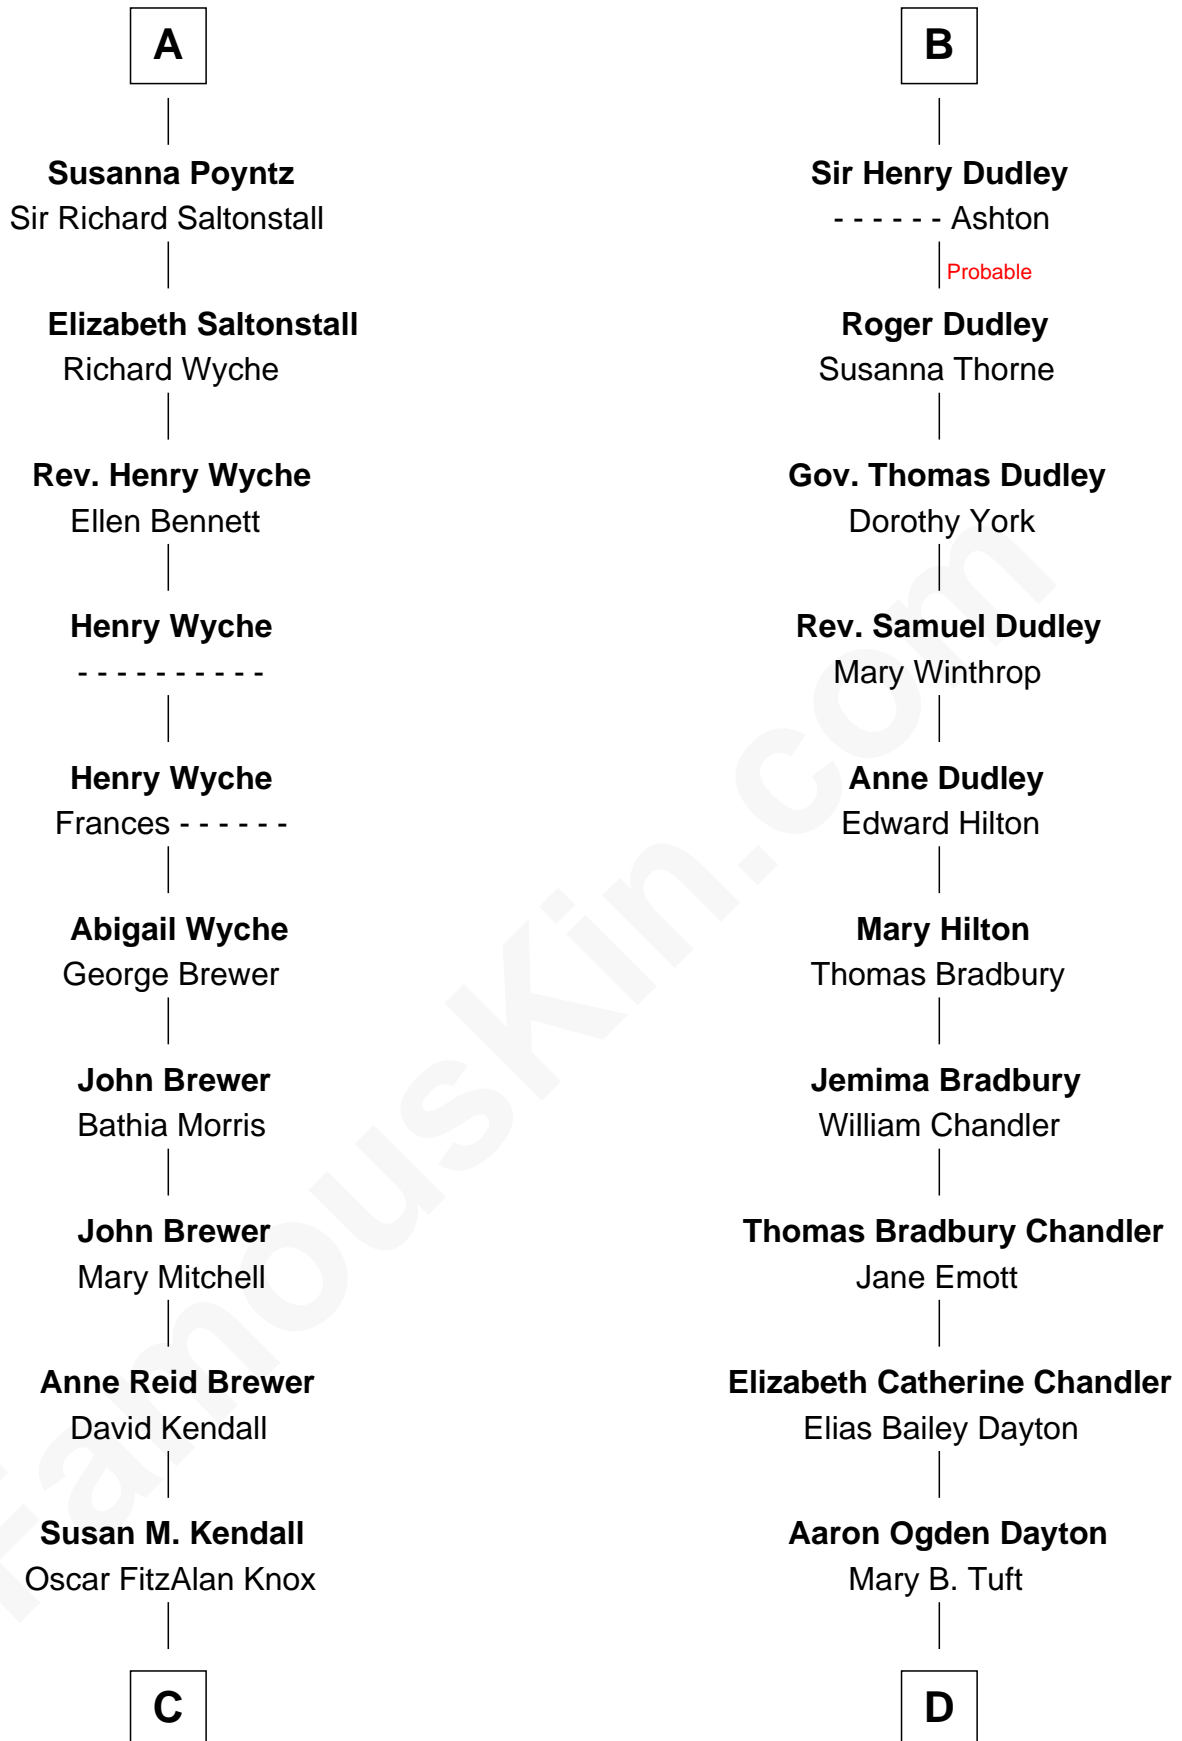 A
Susanna Poyntz
Sir Richard Saltonstall
Elizabeth Saltonstall
Richard Wyche
Rev. Henry Wyche
Ellen Bennett
Henry Wyche
- - - - - - - - - -
Henry Wyche
Frances - - - - - -
Abigail Wyche
George Brewer
John Brewer
Bathia Morris
John Brewer
Mary Mitchell
Anne Reid Brewer
David Kendall
Susan M. Kendall
Oscar FitzAlan Knox
C
B
Sir Henry Dudley
- - - - - - Ashton
Probable
Roger Dudley
Susanna Thorne
Gov. Thomas Dudley
Dorothy York
Rev. Samuel Dudley
Mary Winthrop
Anne Dudley
Edward Hilton
Mary Hilton
Thomas Bradbury
Jemima Bradbury
William Chandler
Thomas Bradbury Chandler
Jane Emott
Elizabeth Catherine Chandler
Elias Bailey Dayton
Aaron Ogden Dayton
Mary B. Tuft
D
FamousKin.com